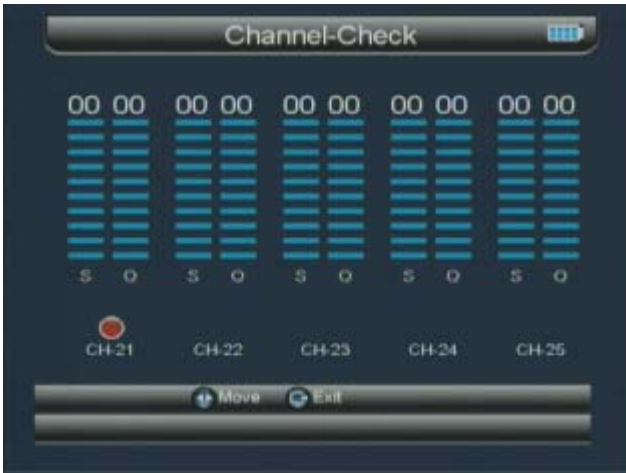 Channel-Check
00 00 00 00 00 00 00 00 00 00
S Q S Q S Q S Q S Q
CH-21 CH-22 CH-23 CH-24 CH-25
Move Exit